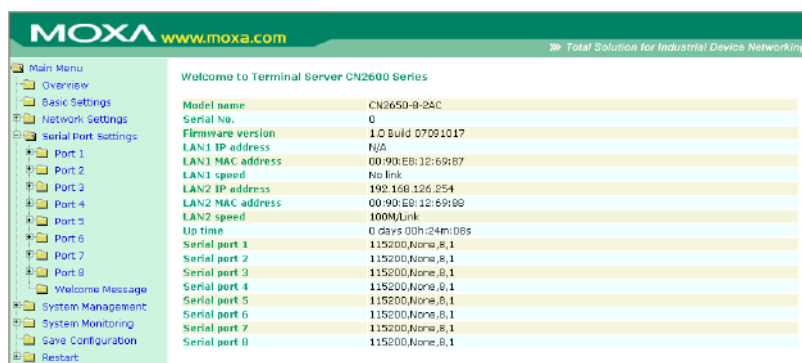 MOXA www.moxa.com
Total Solution for Industrial Device Networking
Main Menu
Overview
Basic Settings
Network Settings
Serial Port Settings
Port 1
Port 2
Port 3
Port 4
Port 5
Port 6
Port 7
Port 8
Welcome Message
System Management
System Monitoring
Save Configuration
Restart
Welcome to Terminal Server CN2600 Series
Model name CN2650-8-2AC
Serial No. 0
Firmware version 1.0 Build 07091017
LAN1 IP address N/A
LAN1 MAC address 00:90:E8:12:69:87
LAN1 speed No link
LAN2 IP address 192.168.126.254
LAN2 MAC address 00:90:E8:12:69:88
LAN2 speed 100M/Link
Up time 0 days 00h:24m:08s
Serial port 1 115200,None,8,1
Serial port 2 115200,None,8,1
Serial port 3 115200,None,8,1
Serial port 4 115200,None,8,1
Serial port 5 115200,None,8,1
Serial port 6 115200,None,8,1
Serial port 7 115200,None,8,1
Serial port 8 115200,None,8,1